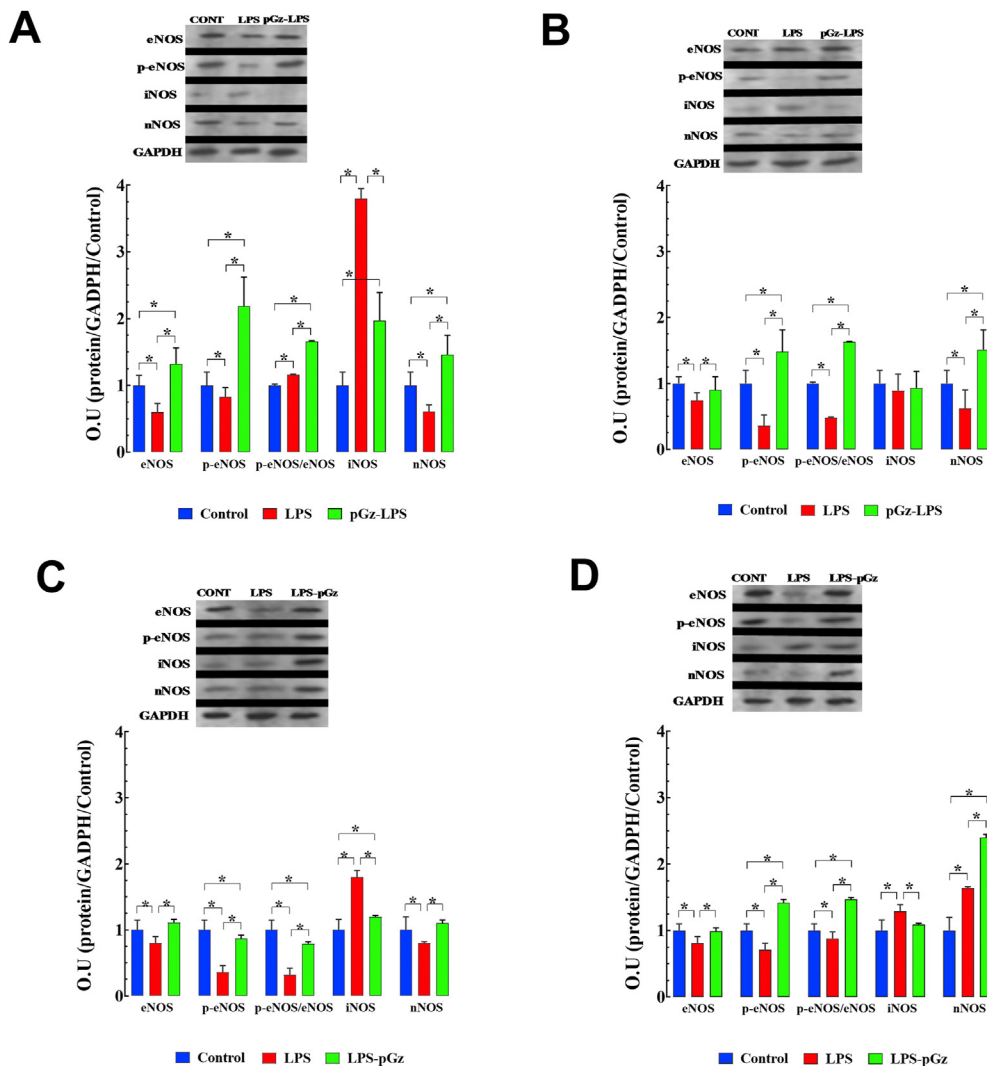 A
CONT LPS pGz-LPS
eNOS
p-eNOS
iNOS
nNOS
GAPDH
O.U (protein/GADPH/Control)
4
3
2
1
0
* * * * * * * * * * * * * *
eNOS p-eNOS p-eNOS/eNOS iNOS nNOS
Control LPS pGz-LPS
B
CONT LPS pGz-LPS
eNOS
p-eNOS
iNOS
nNOS
GAPDH
O.U (protein/GADPH/Control)
4
3
2
1
0
* * * * * * * * * * *
eNOS p-eNOS p-eNOS/eNOS iNOS nNOS
Control LPS pGz-LPS
C
CONT LPS LPS-pGz
eNOS
p-eNOS
iNOS
nNOS
GAPDH
O.U (protein/GADPH/Control)
4
3
2
1
0
* * * * * * * * * * * * *
eNOS p-eNOS p-eNOS/eNOS iNOS nNOS
Control LPS LPS-pGz
D
CONT LPS LPS-pGz
eNOS
p-eNOS
iNOS
nNOS
GAPDH
O.U (protein/GADPH/Control)
4
3
2
1
0
* * * * * * * * * * * * *
eNOS p-eNOS p-eNOS/eNOS iNOS nNOS
Control LPS LPS-pGz